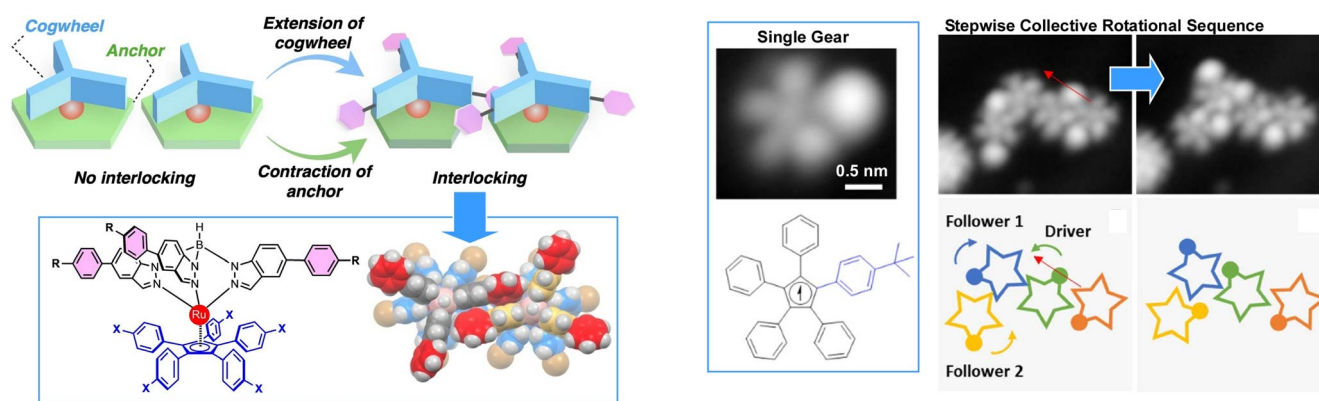 Cogwheel
Anchor
Extension of
cogwheel
Contraction of
anchor
No interlocking
Interlocking
R
R
R
H
B
N
N
N
N
N
N
Ru
X
X
X
X
X
Single Gear
0.5 nm
Stepwise Collective Rotational Sequence
Follower 1
Driver
Follower 2